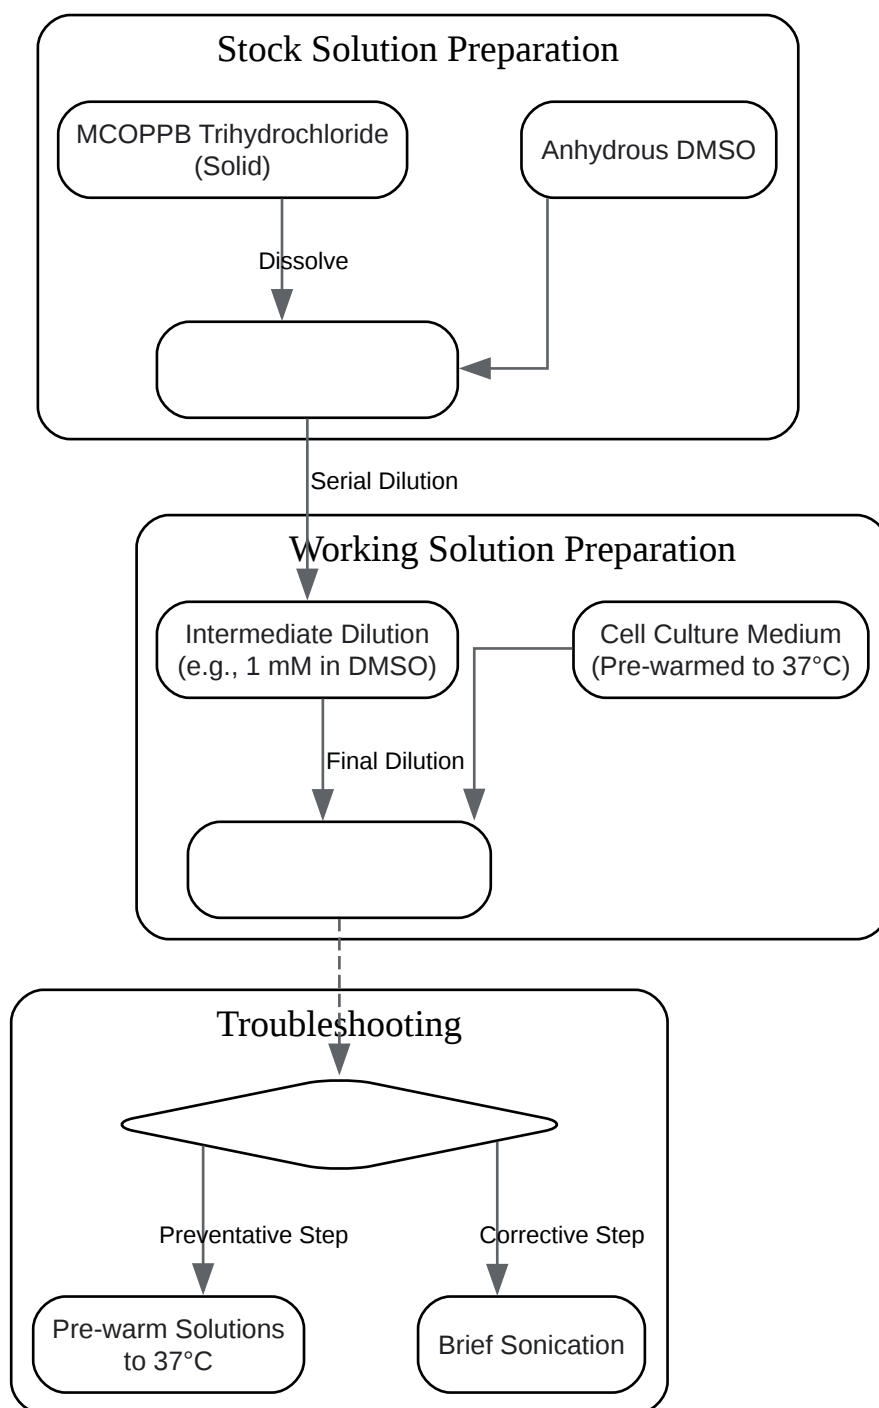 Stock Solution Preparation
MCOPPB Trihydrochloride
(Solid)
Anhydrous DMSO
Dissolve
Serial Dilution
Working Solution Preparation
Intermediate Dilution
(e.g., 1 mM in DMSO)
Cell Culture Medium
(Pre-warmed to 37°C)
Final Dilution
Troubleshooting
Preventative Step
Corrective Step
Pre-warm Solutions
to 37°C
Brief Sonication